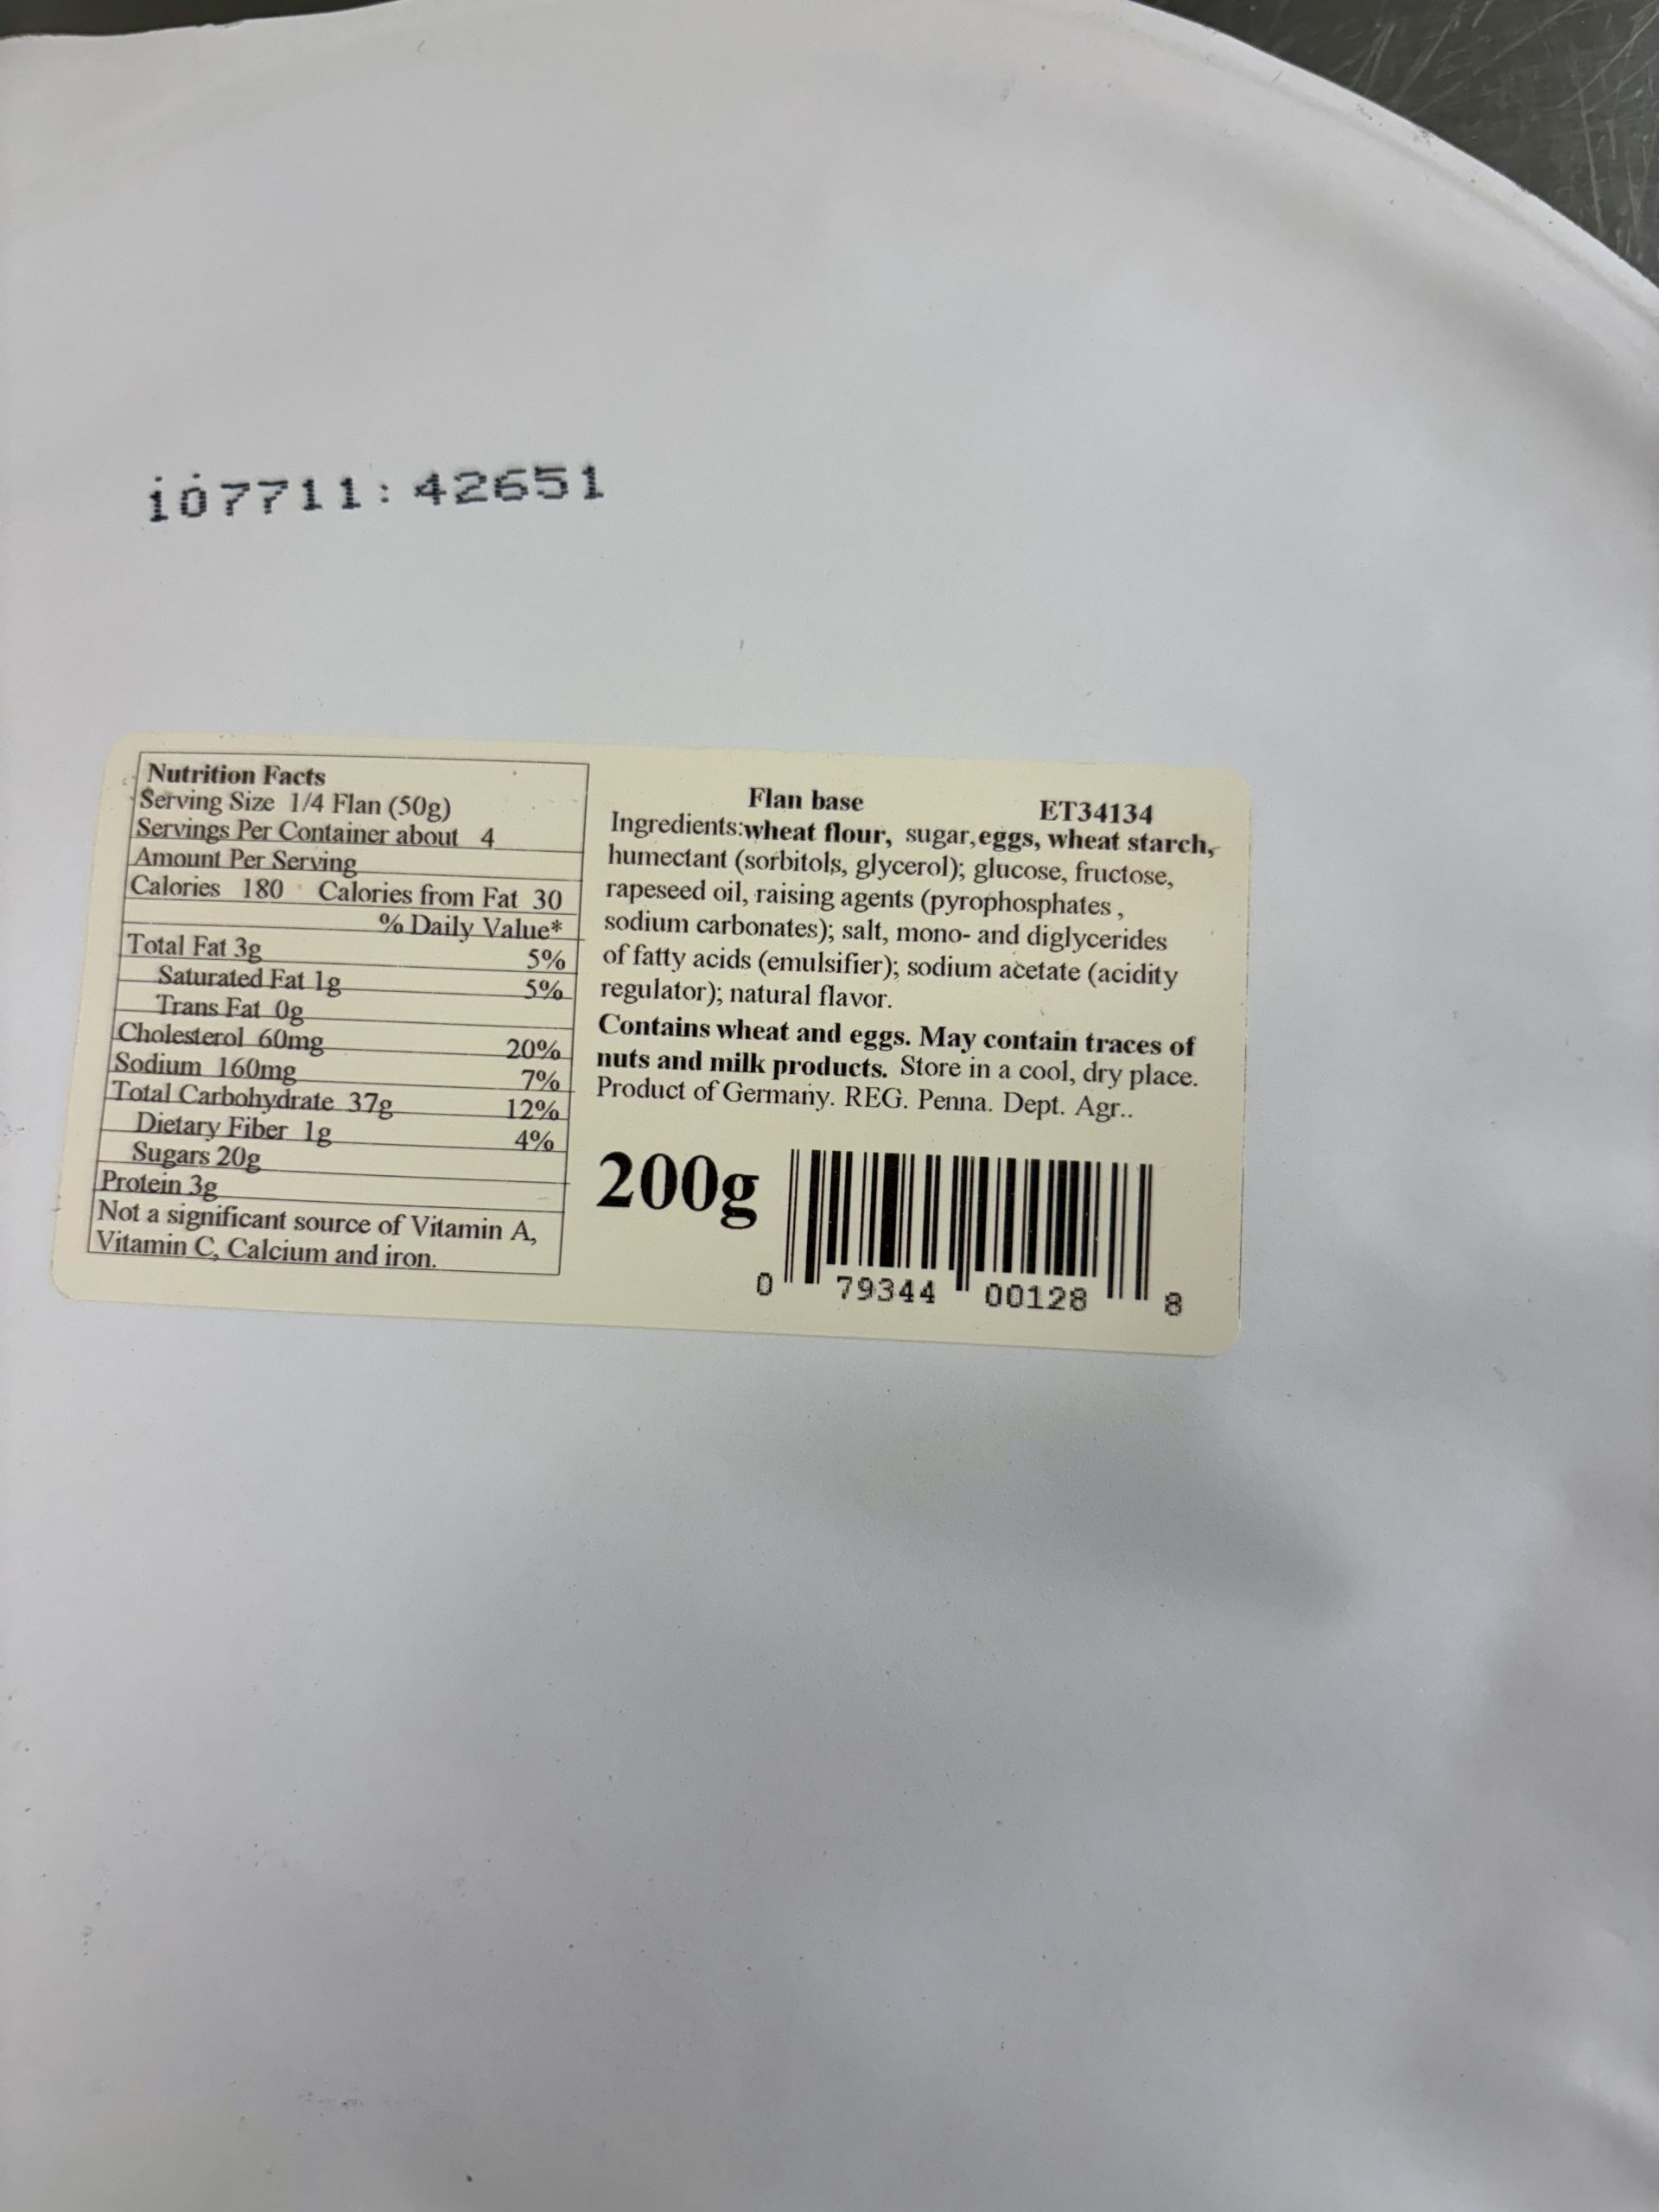 107711:42651
Nutrition Facts
Serving Size 1/4 Flan (50g)
Servings Per Container about 4
Amount Per Serving
Calories 180 Calories from Fat 30
% Daily Value*
Total Fat 3g 5%
Saturated Fat 1g 5%
Trans Fat 0g
Cholesterol 60mg 20%
Sodium 160mg 7%
Total Carbohydrate 37g 12%
Dietary Fiber 1g 4%
Sugars 20g
Protein 3g
Not a significant source of Vitamin A,
Vitamin C, Calcium and iron.
Flan base ET34134
Ingredients:wheat flour, sugar, eggs, wheat starch,
humectant (sorbitols, glycerol); glucose, fructose,
rapeseed oil, raising agents (pyrophosphates ,
sodium carbonates); salt, mono- and diglycerides
of fatty acids (emulsifier); sodium acetate (acidity
regulator); natural flavor.
Contains wheat and eggs. May contain traces of
nuts and milk products. Store in a cool, dry place.
Product of Germany. REG. Penna. Dept. Agr..
200g
0 79344 00128 8